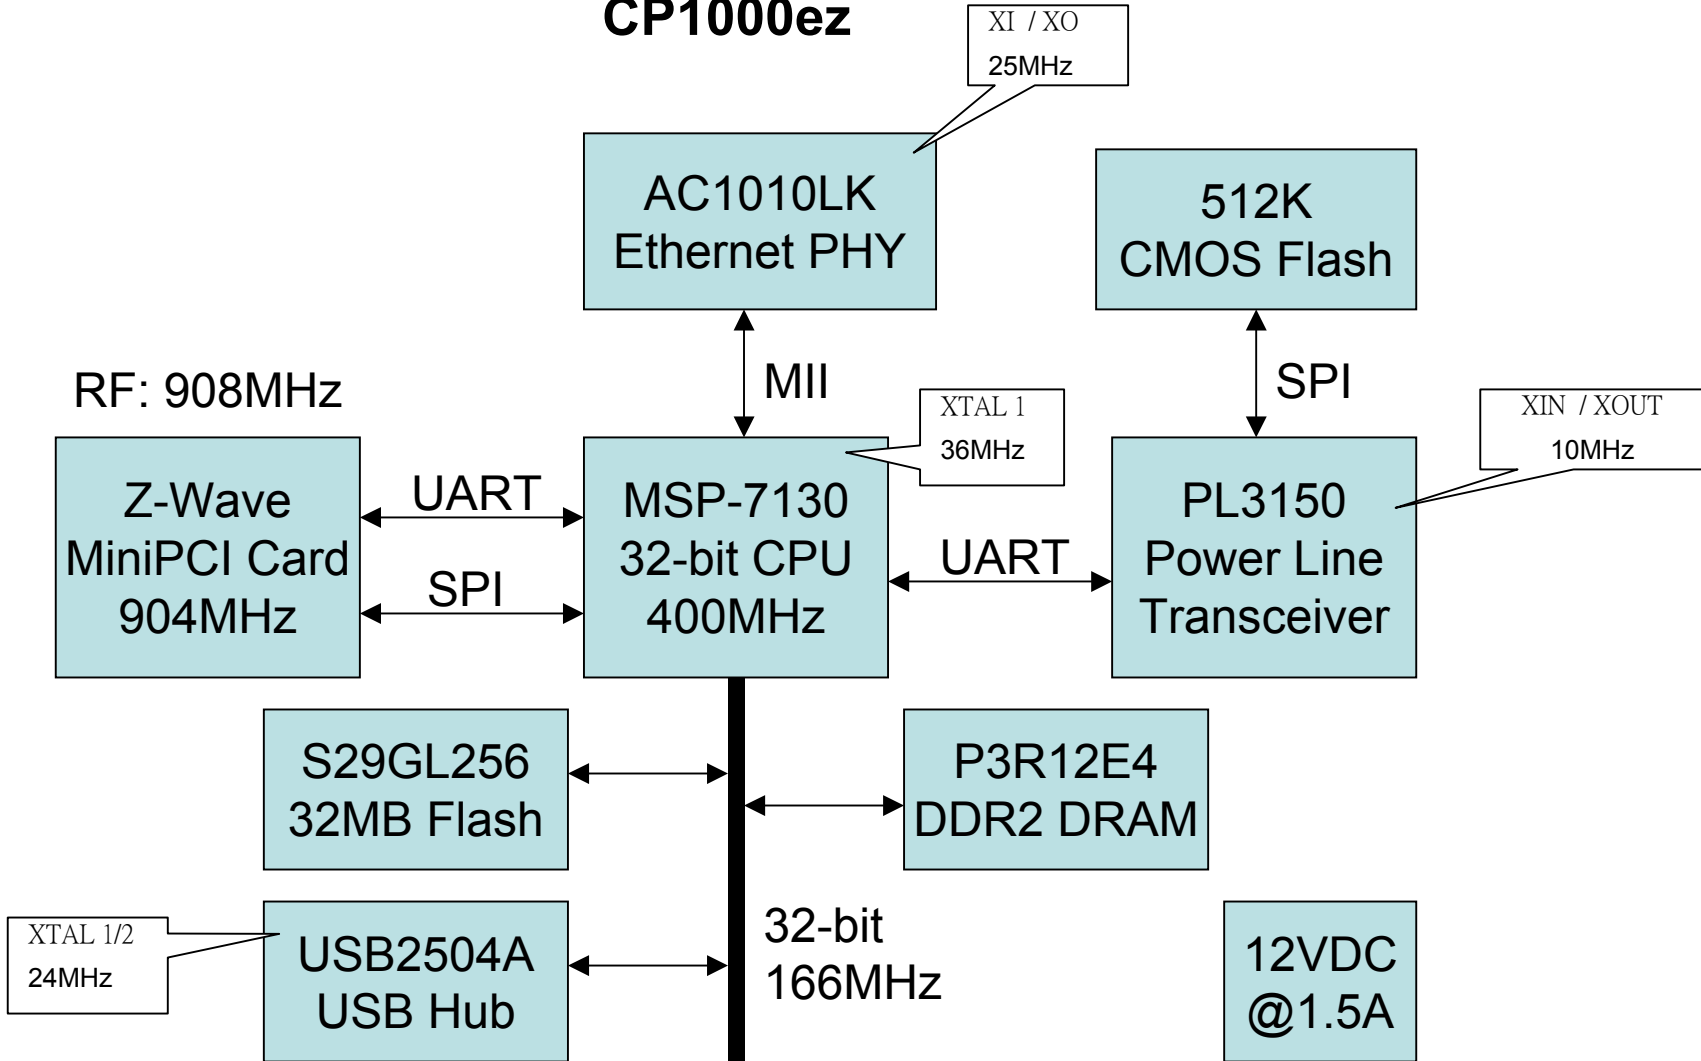 CP1000ez
XI / XO
25MHz
AC1010LK
Ethernet PHY
512K
CMOS Flash
RF: 908MHz
MII
SPI
XTAL 1
36MHz
XIN / XOUT
10MHz
Z-Wave
MiniPCI Card
904MHz
UART
SPI
MSP-7130
32-bit CPU
400MHz
UART
PL3150
Power Line
Transceiver
S29GL256
32MB Flash
P3R12E4
DDR2 DRAM
XTAL 1/2
24MHz
USB2504A
USB Hub
32-bit
166MHz
12VDC
@1.5A